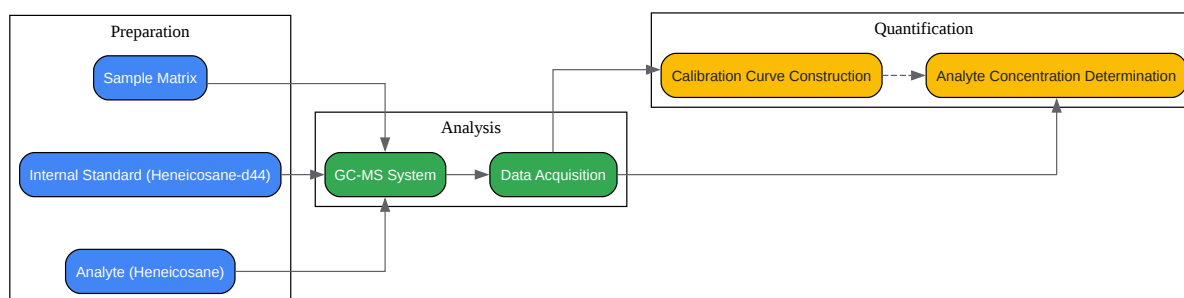 Preparation
Sample Matrix
Internal Standard (Heneicosane-d44)
Analyte (Heneicosane)
Analysis
GC-MS System
Data Acquisition
Quantification
Calibration Curve Construction
Analyte Concentration Determination